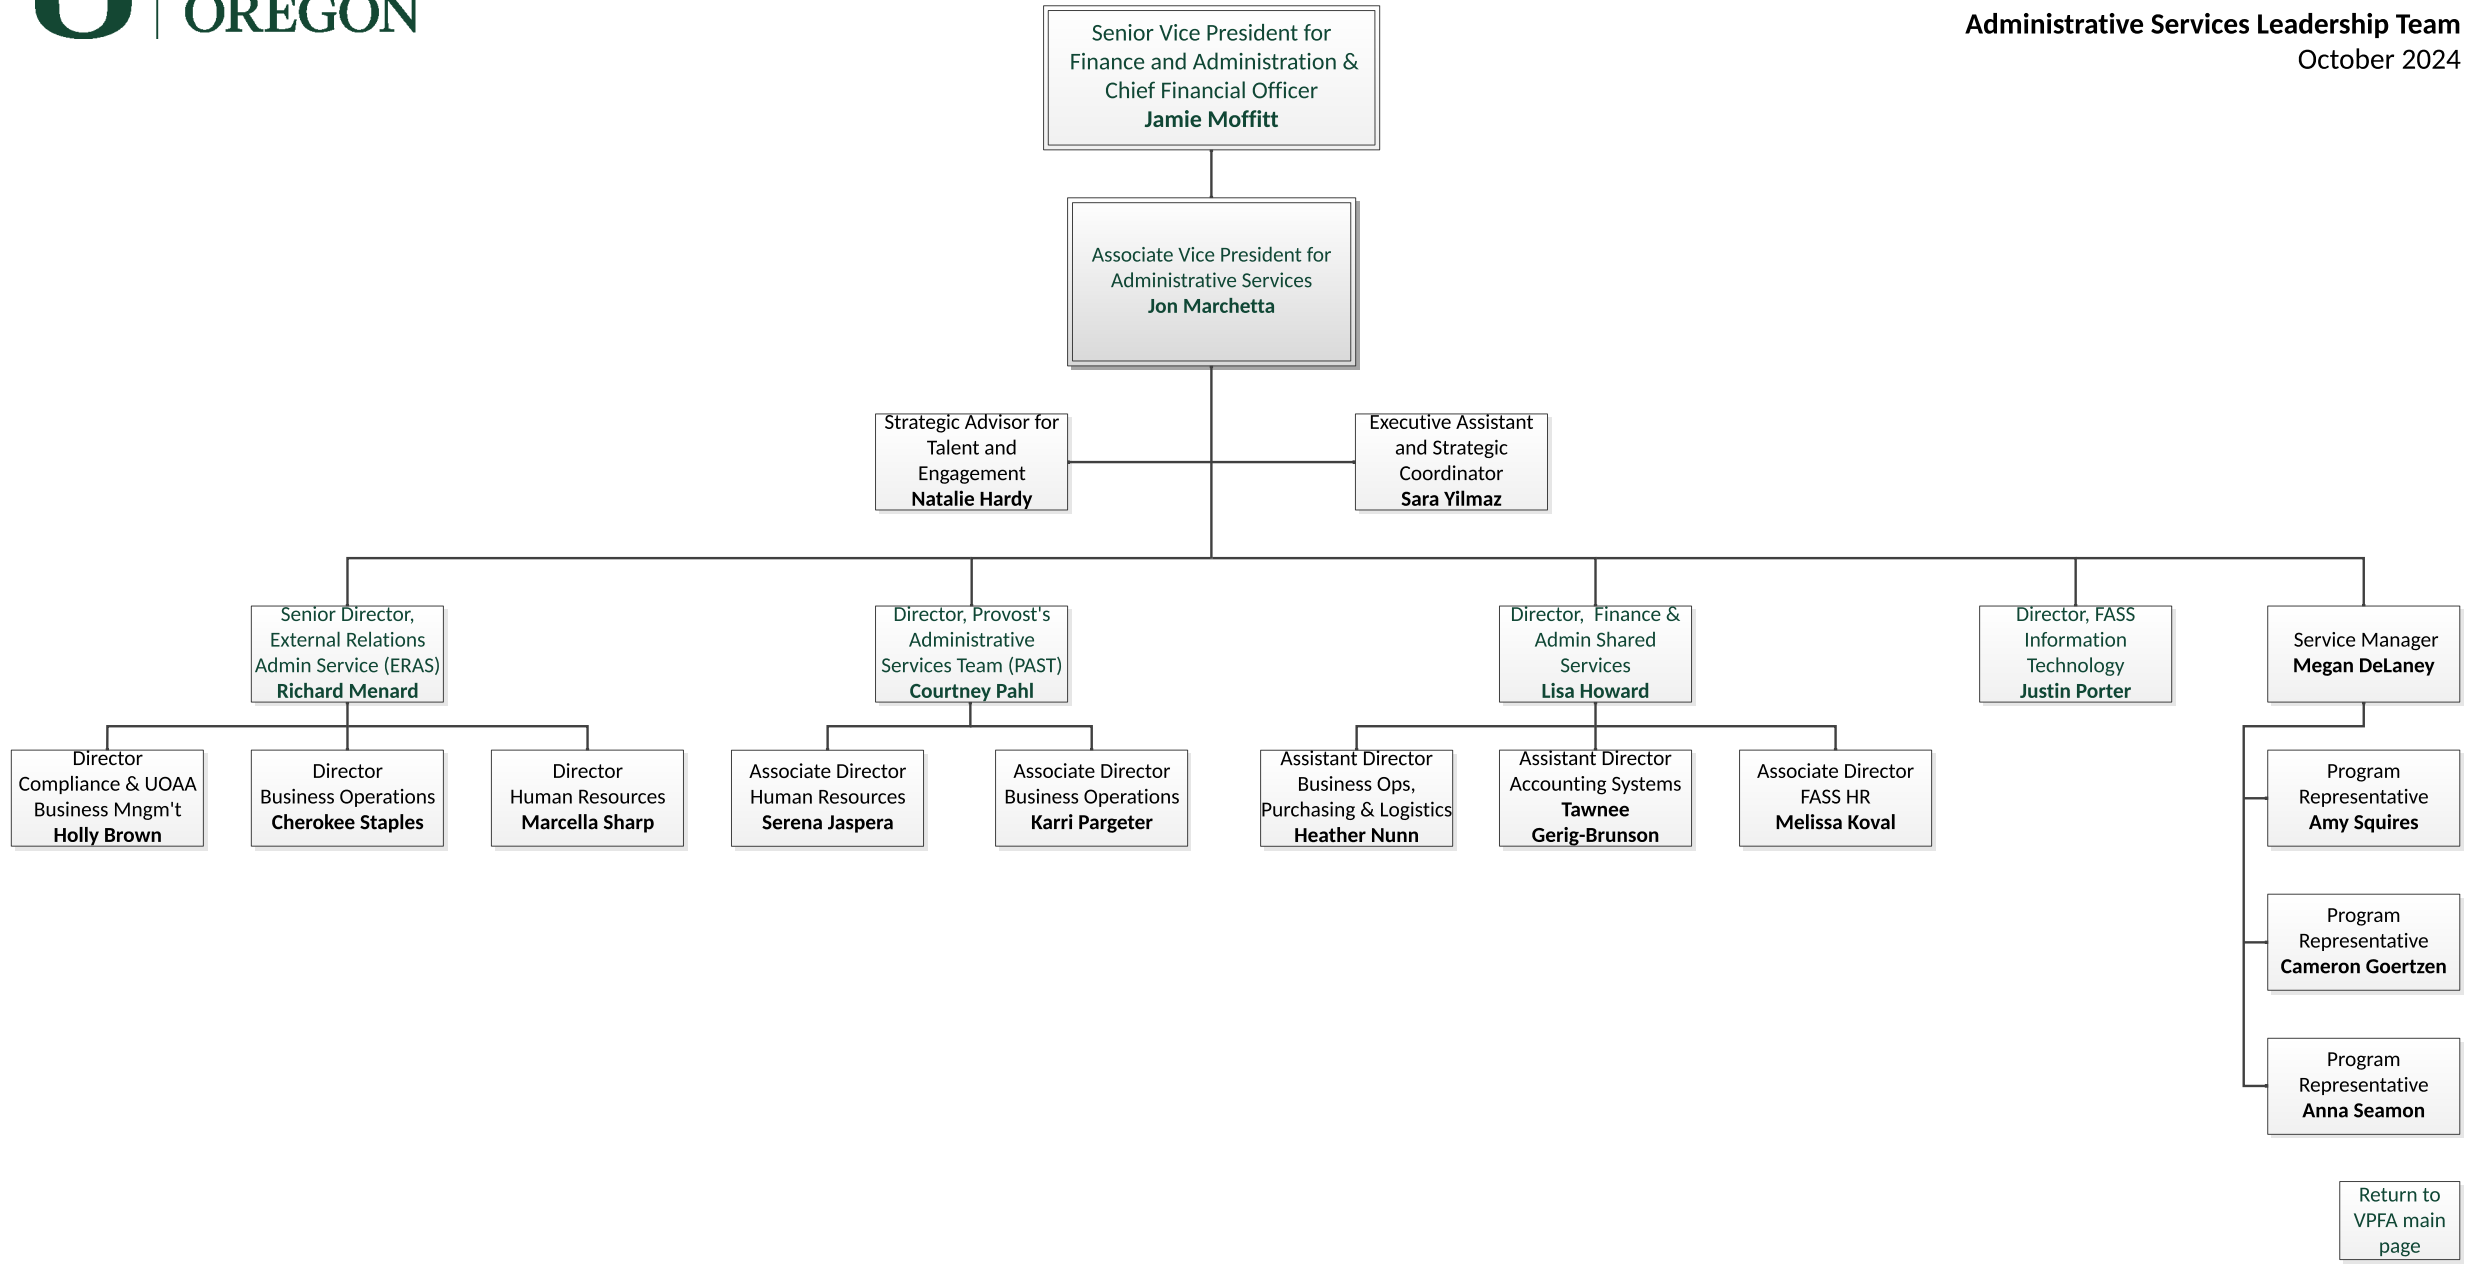 OREGON
Administrative Services Leadership Team
October 2024
Senior Vice President for
Finance and Administration &
Chief Financial Officer
Jamie Moffitt
Associate Vice President for
Administrative Services
Jon Marchetta
Strategic Advisor for
Talent and
Engagement
Natalie Hardy
Executive Assistant
and Strategic
Coordinator
Sara Yilmaz
Senior Director,
External Relations
Admin Service (ERAS)
Richard Menard
Director, Provost's
Administrative
Services Team (PAST)
Courtney Pahl
Director,  Finance &
Admin Shared
Services
Lisa Howard
Director, FASS
Information
Technology
Justin Porter
Service Manager
Megan DeLaney
Director
Compliance & UOAA
Business Mngm't
Holly Brown
Director
Business Operations
Cherokee Staples
Director
Human Resources
Marcella Sharp
Associate Director
Human Resources
Serena Jaspera
Associate Director
Business Operations
Karri Pargeter
Assistant Director
Business Ops,
Purchasing & Logistics
Heather Nunn
Assistant Director
Accounting Systems
Tawnee
Gerig-Brunson
Associate Director
FASS HR
Melissa Koval
Program
Representative
Amy Squires
Program
Representative
Cameron Goertzen
Program
Representative
Anna Seamon
Return to
VPFA main
page